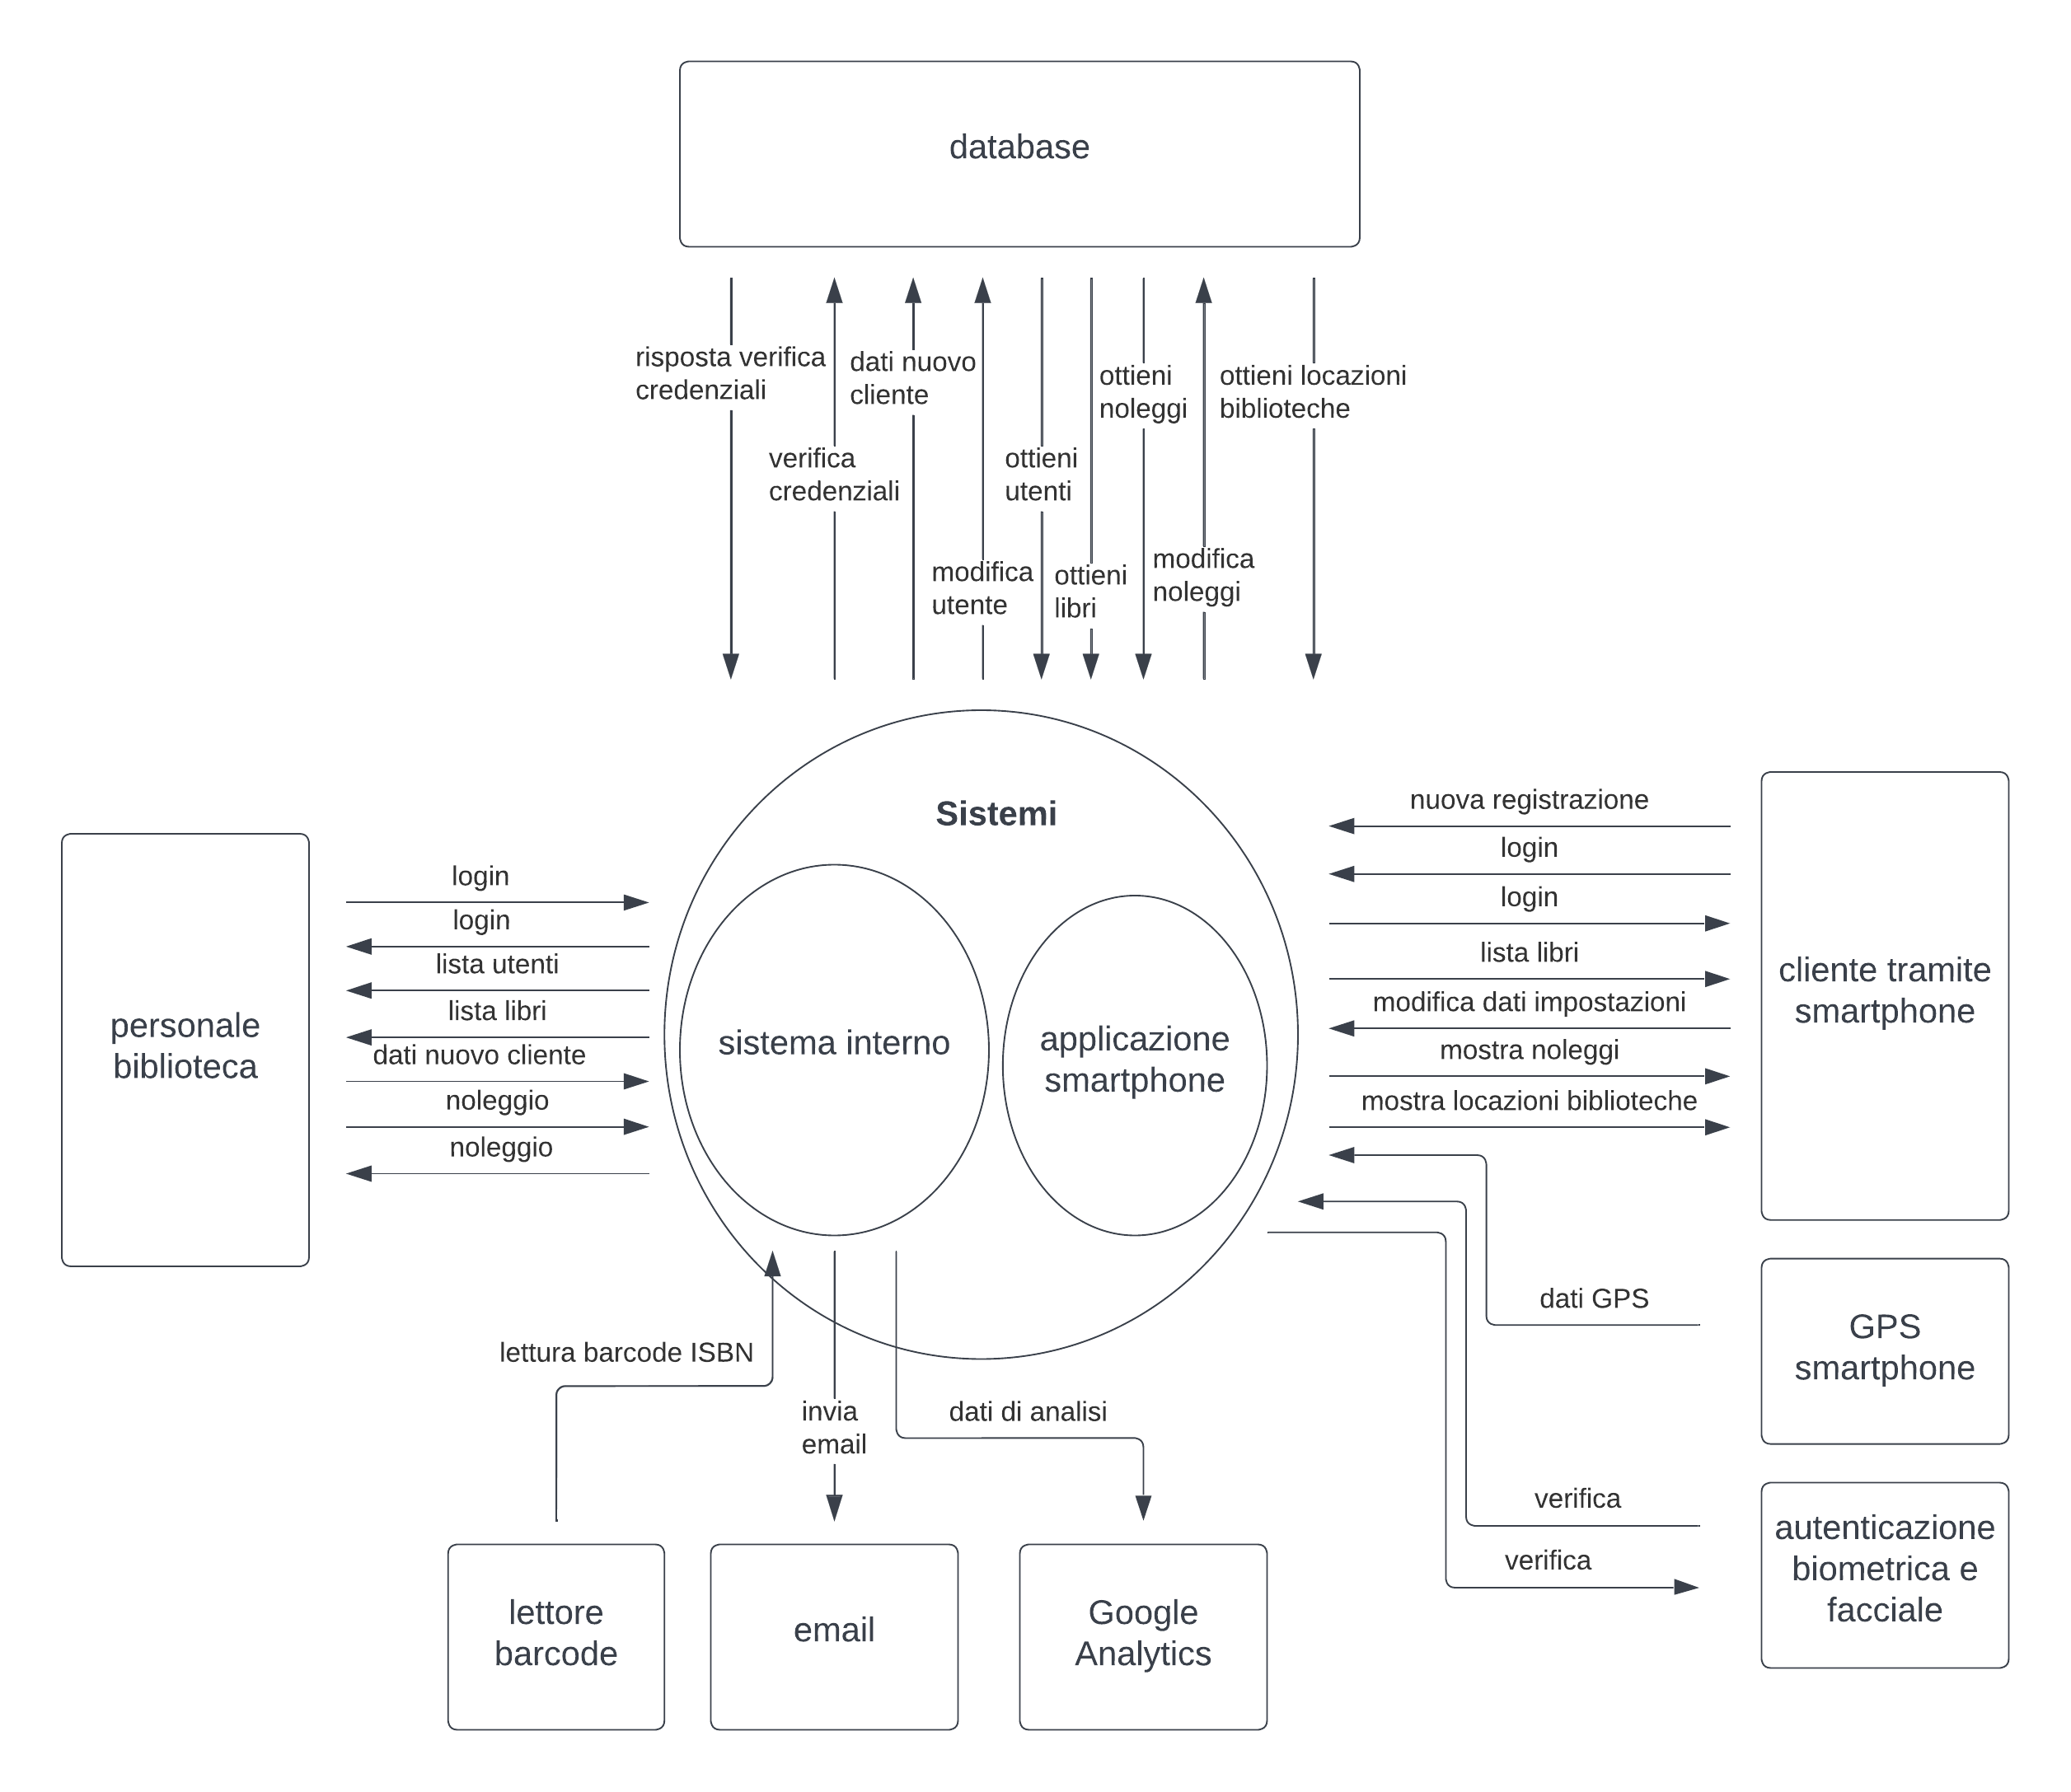 database
risposta verifica
credenziali
dati nuovo
cliente
ottieni
noleggi
ottieni locazioni
biblioteche
verifica
credenziali
ottieni
utenti
modifica
utente
ottieni
libri
modifica
noleggi
Sistemi
sistema interno
applicazione
smartphone
personale
biblioteca
login
login
lista utenti
lista libri
dati nuovo cliente
noleggio
noleggio
nuova registrazione
login
login
lista libri
modifica dati impostazioni
mostra noleggi
mostra locazioni biblioteche
cliente tramite
smartphone
dati GPS
GPS
smartphone
verifica
verifica
autenticazione
biometrica e
facciale
lettura barcode ISBN
invia
email
dati di analisi
lettore
barcode
email
Google
Analytics